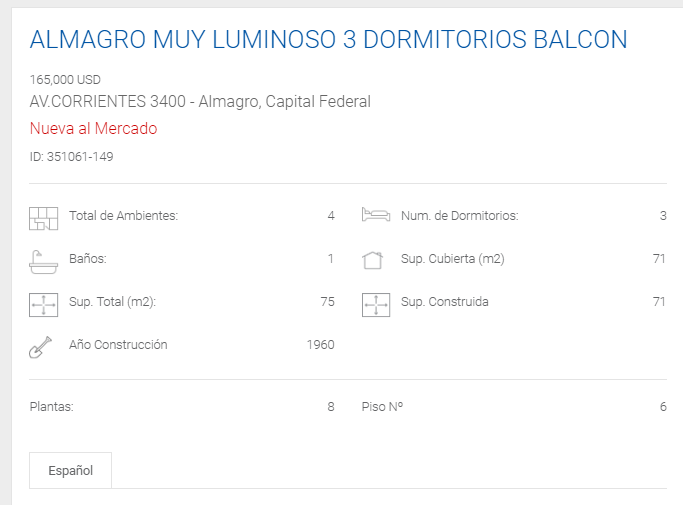 ALMAGRO MUY LUMINOSO 3 DORMITORIOS BALCON
165,000 USD
AV.CORRIENTES 3400 - Almagro, Capital Federal
Nueva al Mercado
ID: 351061-149
Total de Ambientes: 4 Num. de Dormitorios: 3
Baños: 1 Sup. Cubierta (m2) 71
Sup. Total (m2): 75 Sup. Construida 71
Año Construcción 1960
Plantas: 8 Piso Nº 6
Español